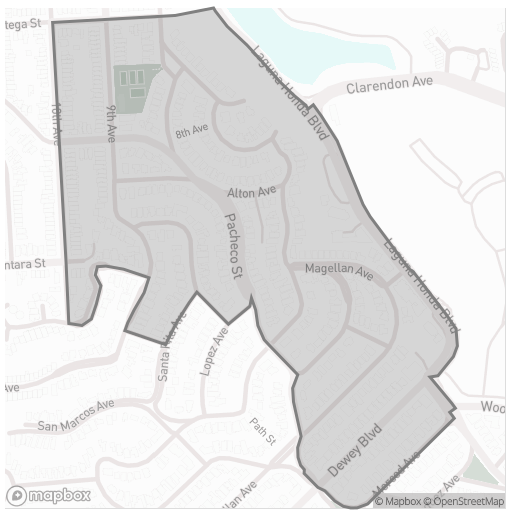 tega St
Laguna Honda Blvd
Clarendon Ave
10th Ave
9th Ave
8th Ave
Alton Ave
Pacheco St
Laguna Honda Blvd
ntara St
Magellan Ave
Santa Rita Ave
Lopez Ave
Ave
San Marcos Ave
Path St
Woo
Dewey Blvd
Merced Ave
llan Ave
ez Ave
mapbox
© Mapbox © OpenStreetMap